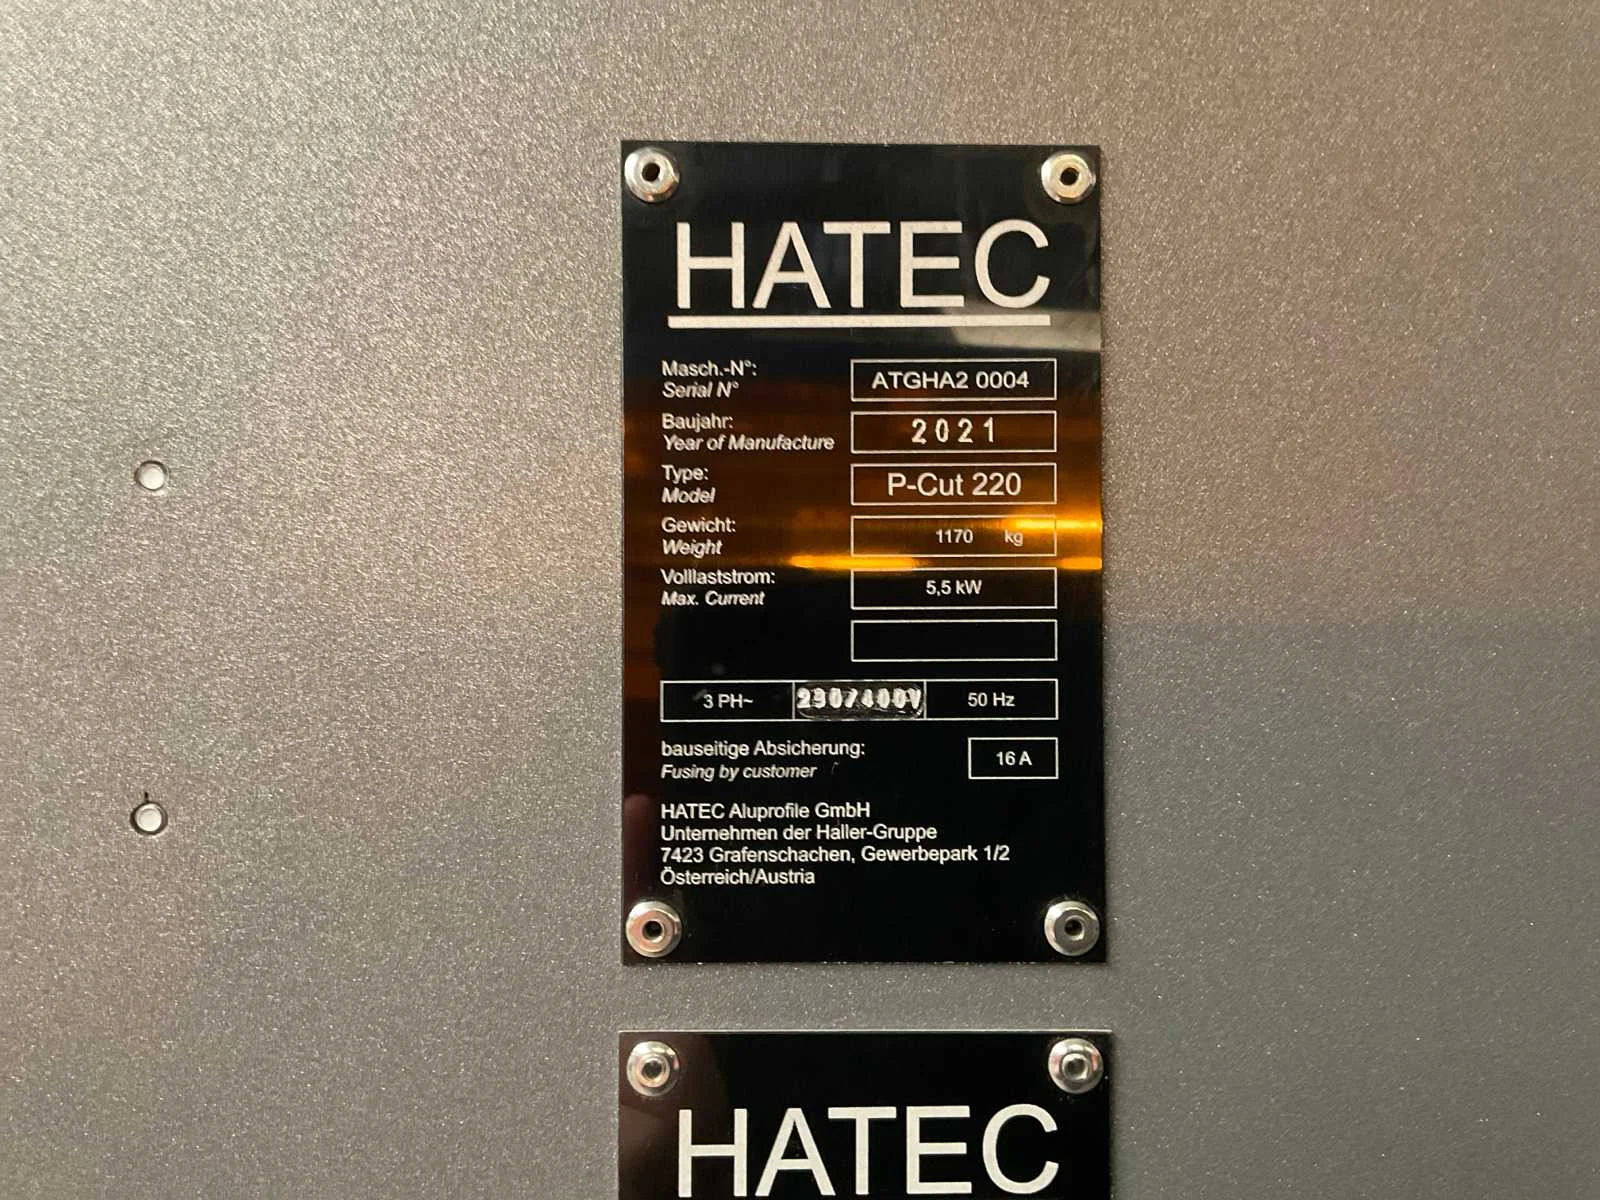 HATEC
Masch.-N°: ATGHA2 0004
Serial N°
Baujahr: 2021
Year of Manufacture
Type: P-Cut 220
Model
Gewicht: 1170 kg
Weight
Volllaststrom: 5,5 kW
Max. Current
3 PH~ 230/400V 50 Hz
bauseitige Absicherung: 16 A
Fusing by customer
HATEC Aluprofile GmbH
Unternehmen der Haller-Gruppe
7423 Grafenschachen, Gewerbepark 1/2
Österreich/Austria
HATEC